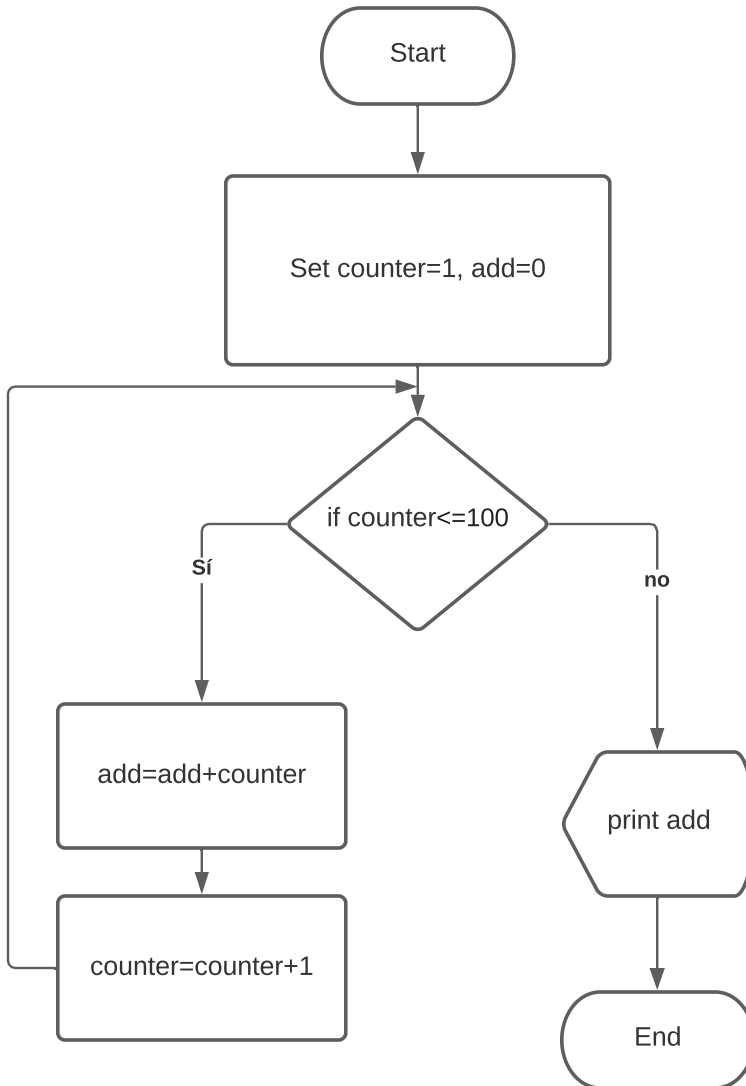 Start
Set counter=1, add=0
if counter<=100
Sí
no
add=add+counter
print add
counter=counter+1
End